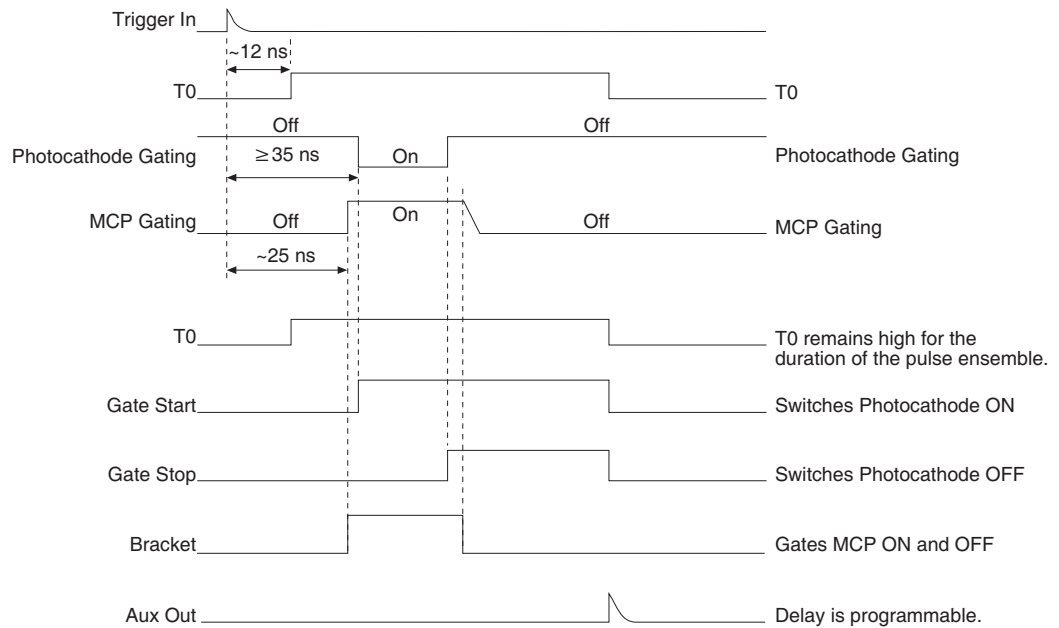 Trigger In
~12 ns
T0 T0
Off Off
Photocathode Gating ≥35 ns On Photocathode Gating
MCP Gating Off On Off MCP Gating
~25 ns
T0 T0 remains high for the
duration of the pulse ensemble.
Gate Start Switches Photocathode ON
Gate Stop Switches Photocathode OFF
Bracket Gates MCP ON and OFF
Aux Out Delay is programmable.